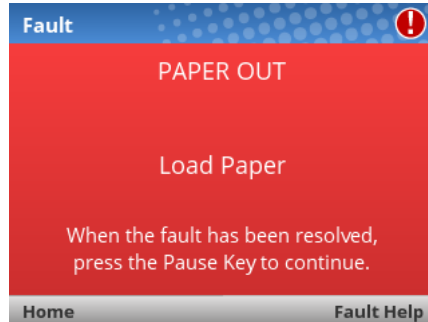 Fault
PAPER OUT
Load Paper
When the fault has been resolved,
press the Pause Key to continue.
Home Fault Help